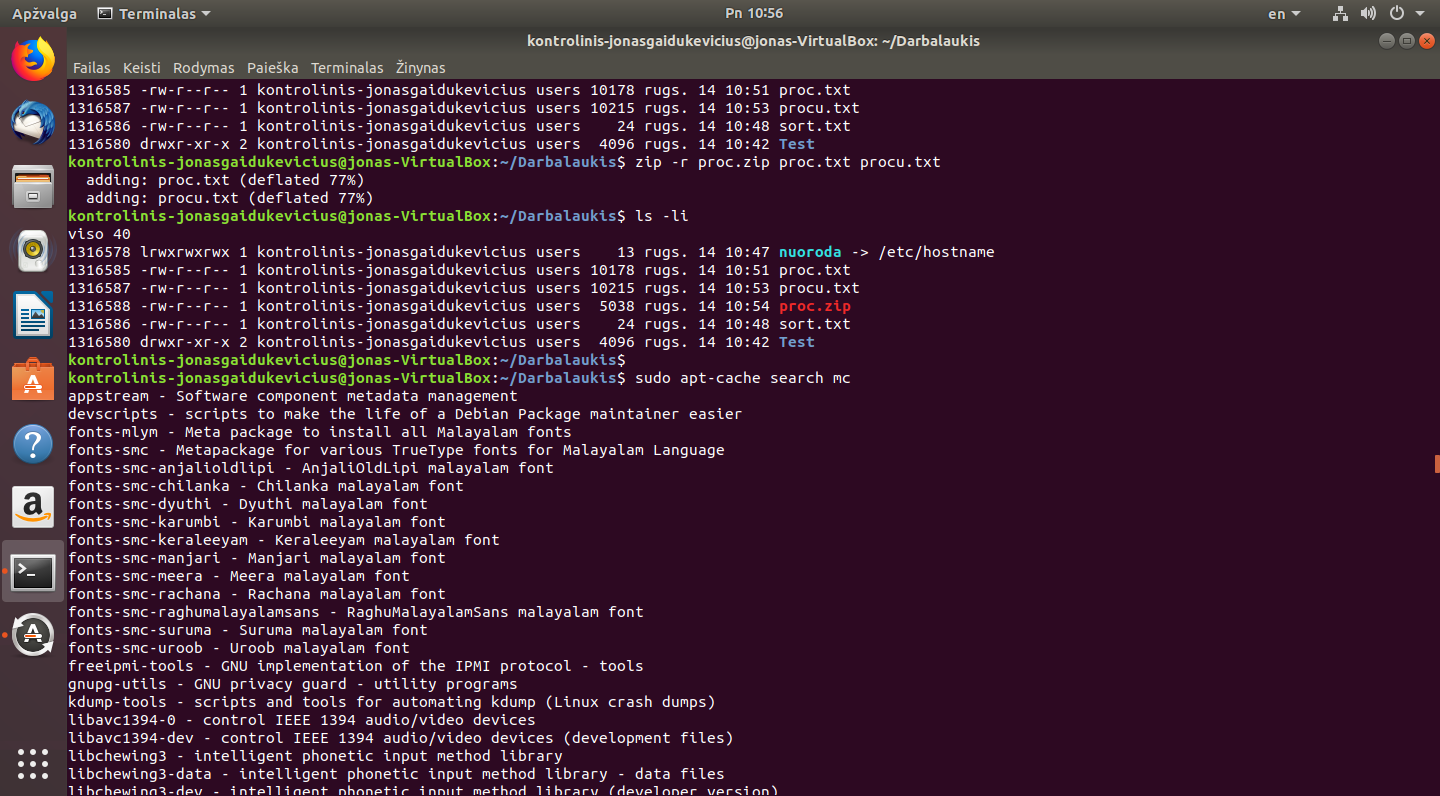 Apžvalga Terminalas Pn 10:56 en
kontrolinis-jonasgaidukevicius@jonas-VirtualBox: ~/Darbalaukis
Failas Keisti Rodymas Paieška Terminalas Žinynas
1316585 -rw-r--r-- 1 kontrolinis-jonasgaidukevicius users 10178 rugs. 14 10:51 proc.txt
1316587 -rw-r--r-- 1 kontrolinis-jonasgaidukevicius users 10215 rugs. 14 10:53 procu.txt
1316586 -rw-r--r-- 1 kontrolinis-jonasgaidukevicius users    24 rugs. 14 10:48 sort.txt
1316580 drwxr-xr-x 2 kontrolinis-jonasgaidukevicius users  4096 rugs. 14 10:42 Test
kontrolinis-jonasgaidukevicius@jonas-VirtualBox:~/Darbalaukis$ zip -r proc.zip proc.txt procu.txt
  adding: proc.txt (deflated 77%)
  adding: procu.txt (deflated 77%)
kontrolinis-jonasgaidukevicius@jonas-VirtualBox:~/Darbalaukis$ ls -li
viso 40
1316578 lrwxrwxrwx 1 kontrolinis-jonasgaidukevicius users    13 rugs. 14 10:47 nuoroda -> /etc/hostname
1316585 -rw-r--r-- 1 kontrolinis-jonasgaidukevicius users 10178 rugs. 14 10:51 proc.txt
1316587 -rw-r--r-- 1 kontrolinis-jonasgaidukevicius users 10215 rugs. 14 10:53 procu.txt
1316588 -rw-r--r-- 1 kontrolinis-jonasgaidukevicius users  5038 rugs. 14 10:54 proc.zip
1316586 -rw-r--r-- 1 kontrolinis-jonasgaidukevicius users    24 rugs. 14 10:48 sort.txt
1316580 drwxr-xr-x 2 kontrolinis-jonasgaidukevicius users  4096 rugs. 14 10:42 Test
kontrolinis-jonasgaidukevicius@jonas-VirtualBox:~/Darbalaukis$
kontrolinis-jonasgaidukevicius@jonas-VirtualBox:~/Darbalaukis$ sudo apt-cache search mc
appstream - Software component metadata management
devscripts - scripts to make the life of a Debian Package maintainer easier
fonts-mlym - Meta package to install all Malayalam fonts
fonts-smc - Metapackage for various TrueType fonts for Malayalam Language
fonts-smc-anjalioldlipi - AnjaliOldLipi malayalam font
fonts-smc-chilanka - Chilanka malayalam font
fonts-smc-dyuthi - Dyuthi malayalam font
fonts-smc-karumbi - Karumbi malayalam font
fonts-smc-keraleeyam - Keraleeyam malayalam font
fonts-smc-manjari - Manjari malayalam font
fonts-smc-meera - Meera malayalam font
fonts-smc-rachana - Rachana malayalam font
fonts-smc-raghumalayalamsans - RaghuMalayalamSans malayalam font
fonts-smc-suruma - Suruma malayalam font
fonts-smc-uroob - Uroob malayalam font
freeipmi-tools - GNU implementation of the IPMI protocol - tools
gnupg-utils - GNU privacy guard - utility programs
kdump-tools - scripts and tools for automating kdump (Linux crash dumps)
libavc1394-0 - control IEEE 1394 audio/video devices
libavc1394-dev - control IEEE 1394 audio/video devices (development files)
libchewing3 - intelligent phonetic input method library
libchewing3-data - intelligent phonetic input method library - data files
libchewing3-dev - intelligent phonetic input method library (developer version)